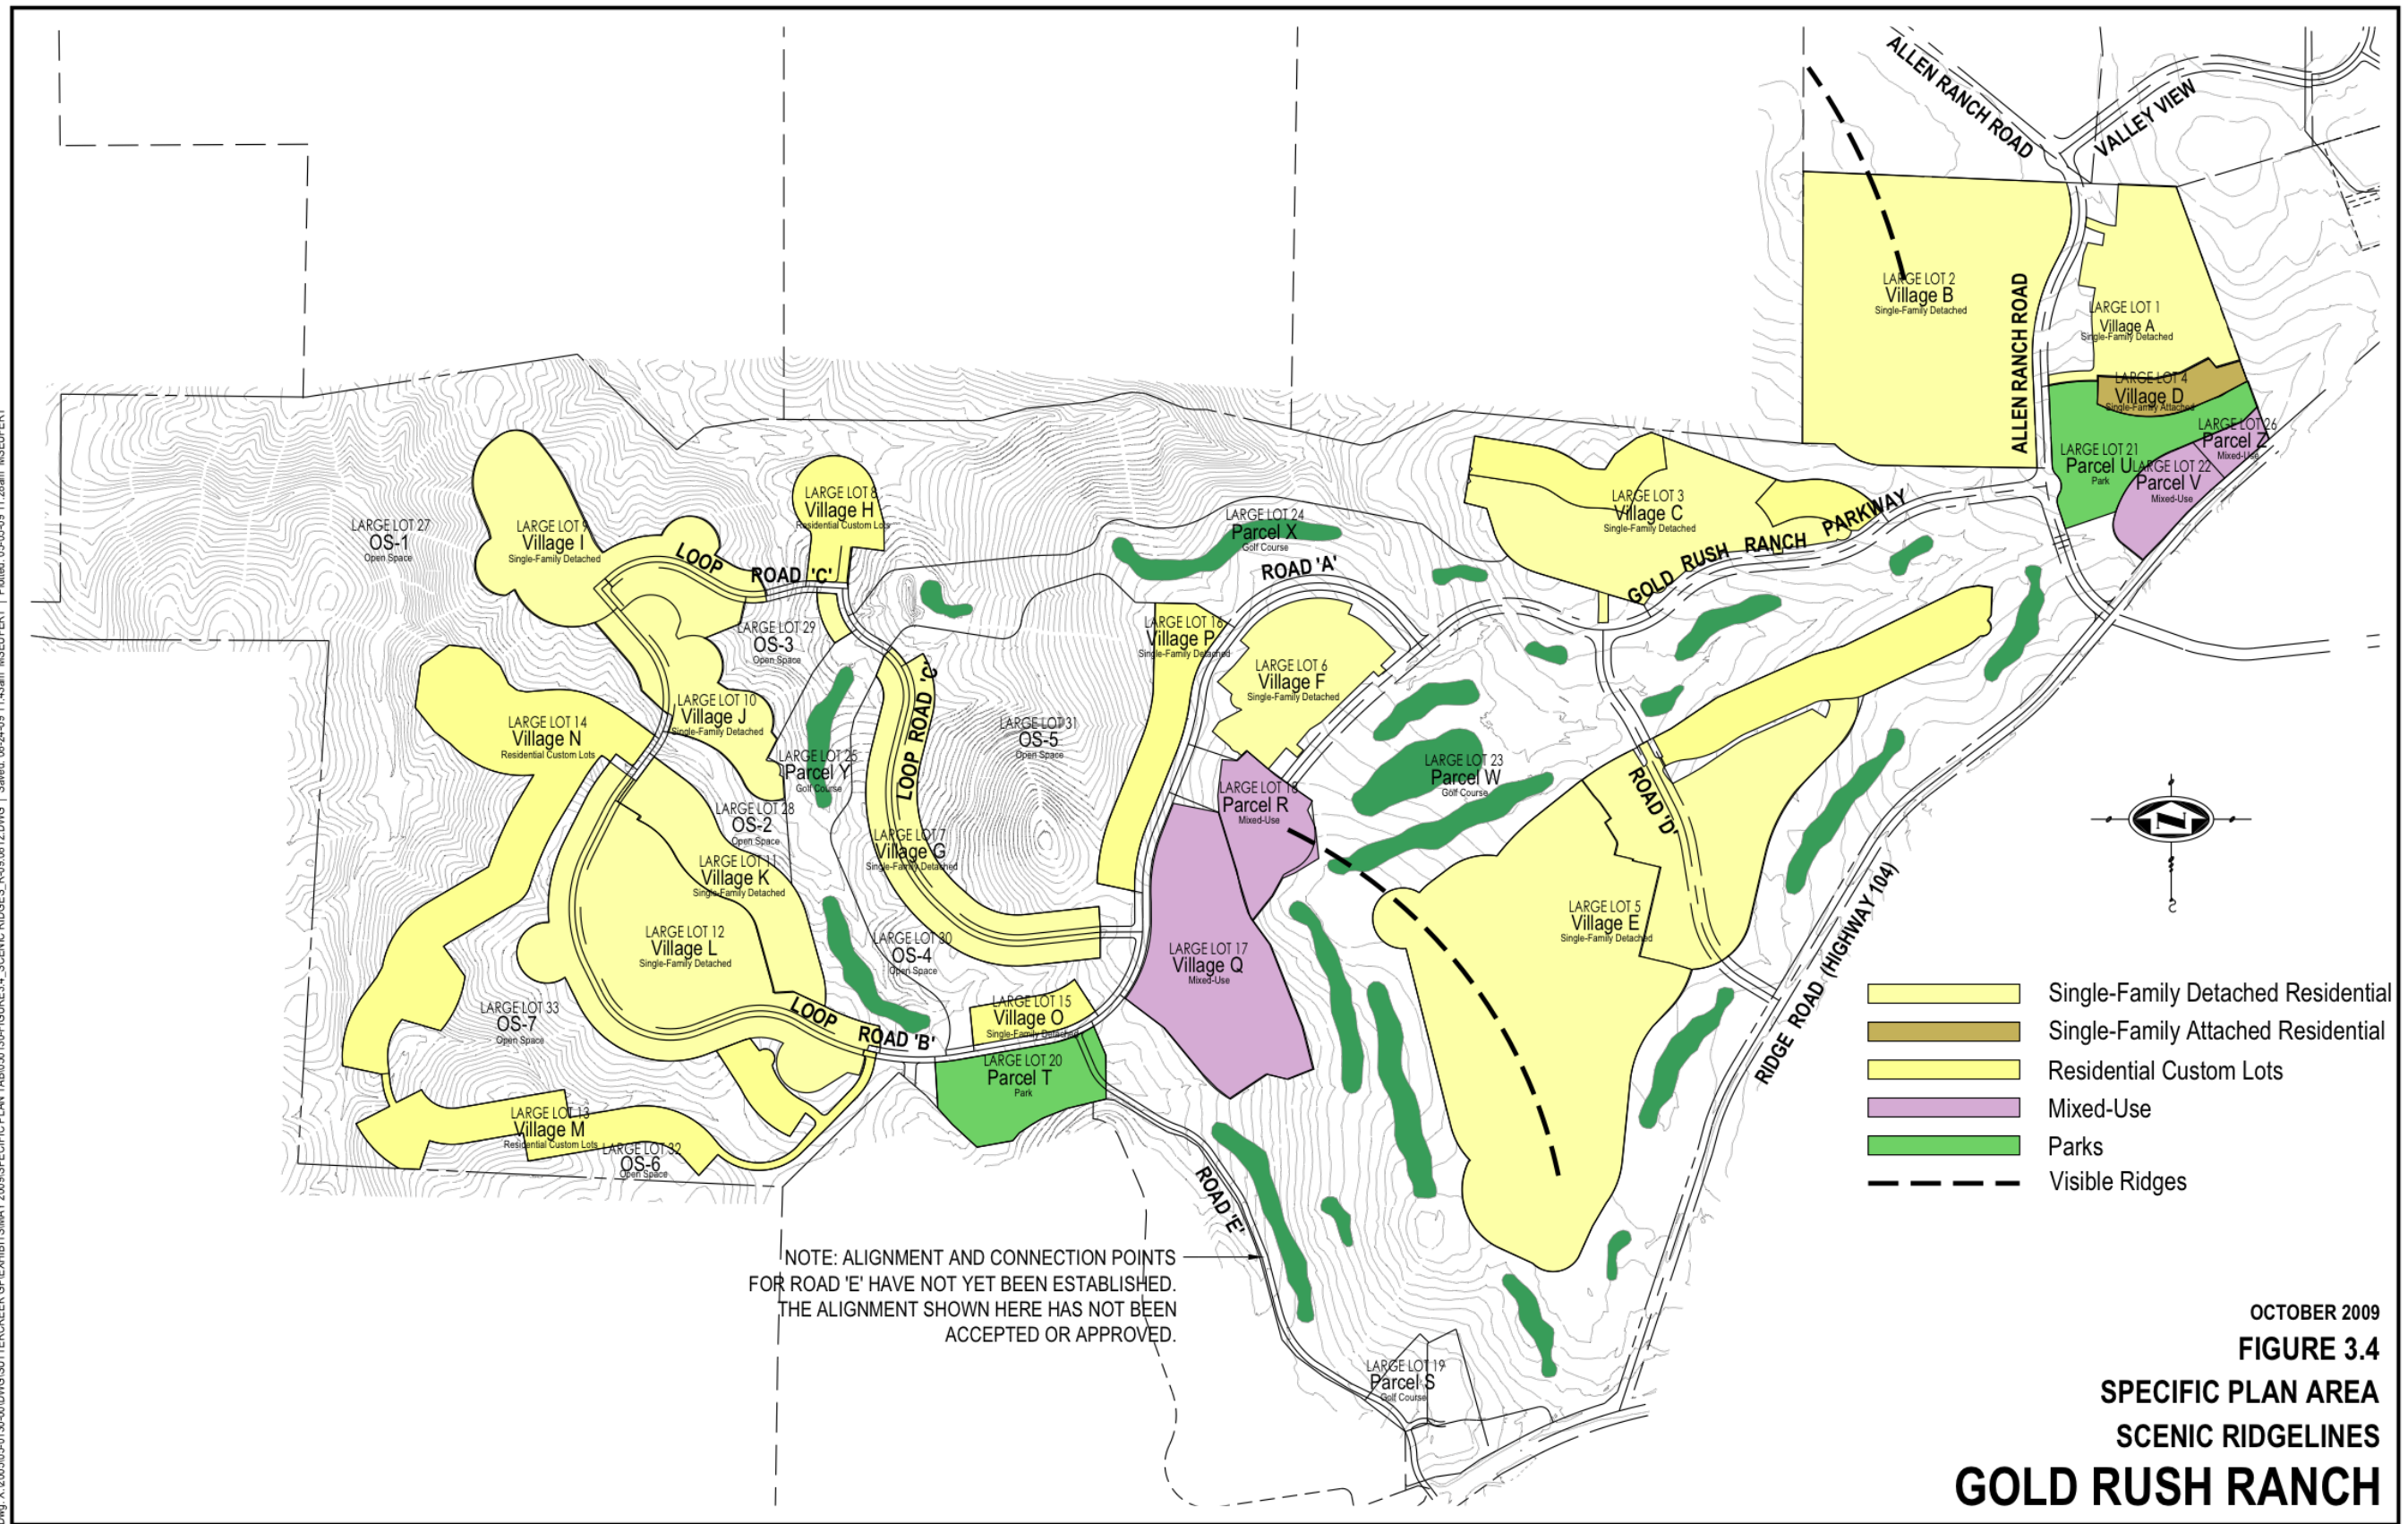 ALLEN RANCH ROAD
VALLEY VIEW
LARGE LOT 2
Village B
Single-Family Detached
ALLEN RANCH ROAD
LARGE LOT 1
Village A
Single-Family Detached
LARGE LOT 4
Village D
Single-Family Attached
LARGE LOT 26
Parcel Z
Mixed-Use
LARGE LOT 21
Parcel U
Park
LARGE LOT 22
Parcel V
Mixed-Use
LARGE LOT 27
OS-1
Open Space
LARGE LOT 9
Village I
Single-Family Detached
LARGE LOT 8
Village H
Residential Custom Lots
LOOP ROAD 'C'
LARGE LOT 24
Parcel X
Golf Course
ROAD 'A'
LARGE LOT 3
Village C
Single-Family Detached
GOLD RUSH RANCH PARKWAY
LARGE LOT 29
OS-3
Open Space
LARGE LOT 16
Village P
Single-Family Detached
LARGE LOT 6
Village F
Single-Family Detached
LARGE LOT 14
Village N
Residential Custom Lots
LARGE LOT 10
Village J
Single-Family Detached
LARGE LOT 25
Parcel Y
Golf Course
LOOP ROAD 'C'
LARGE LOT 31
OS-5
Open Space
LARGE LOT 18
Parcel R
Mixed-Use
LARGE LOT 23
Parcel W
Golf Course
ROAD 'D'
LARGE LOT 28
OS-2
Open Space
LARGE LOT 7
Village G
Single-Family Detached
LARGE LOT 11
Village K
Single-Family Detached
LARGE LOT 12
Village L
Single-Family Detached
LARGE LOT 30
OS-4
Open Space
LARGE LOT 17
Village Q
Mixed-Use
LARGE LOT 5
Village E
Single-Family Detached
RIDGE ROAD (HIGHWAY 104)
N
S
LARGE LOT 33
OS-7
Open Space
LOOP ROAD 'B'
LARGE LOT 15
Village O
Single-Family Detached
LARGE LOT 20
Parcel T
Park
LARGE LOT 13
Village M
Residential Custom Lots
LARGE LOT 32
OS-6
Open Space
ROAD 'E'
NOTE: ALIGNMENT AND CONNECTION POINTS
FOR ROAD 'E' HAVE NOT YET BEEN ESTABLISHED.
THE ALIGNMENT SHOWN HERE HAS NOT BEEN
ACCEPTED OR APPROVED.
LARGE LOT 19
Parcel S
Golf Course
Single-Family Detached Residential
Single-Family Attached Residential
Residential Custom Lots
Mixed-Use
Parks
Visible Ridges
OCTOBER 2009
FIGURE 3.4
SPECIFIC PLAN AREA
SCENIC RIDGELINES
GOLD RUSH RANCH